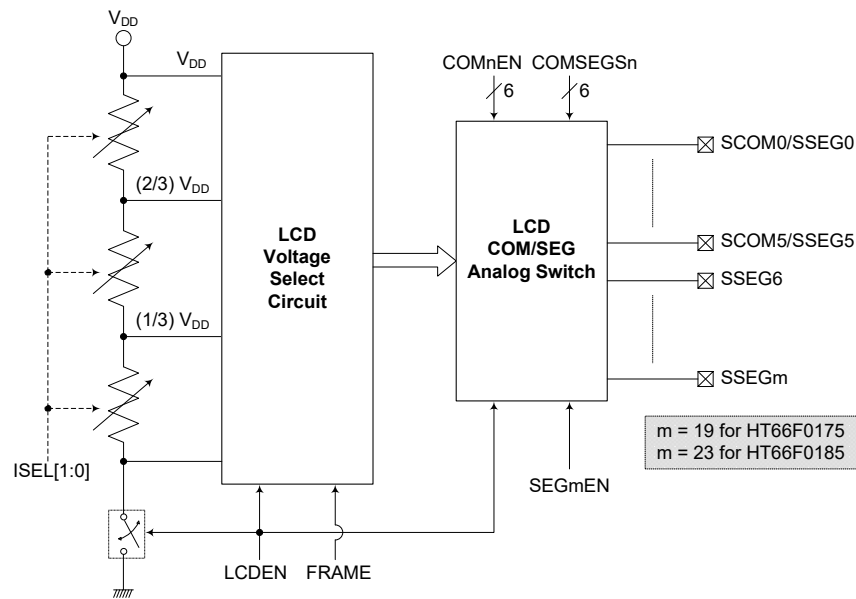 VDD
VDD
COMnEN COMSEGSn
6 6
SCOM0/SSEG0
(2/3) VDD
LCD
Voltage
Select
Circuit
LCD
COM/SEG
Analog Switch
SCOM5/SSEG5
SSEG6
(1/3) VDD
SSEGm
m = 19 for HT66F0175
m = 23 for HT66F0185
ISEL[1:0]
SEGmEN
LCDEN FRAME